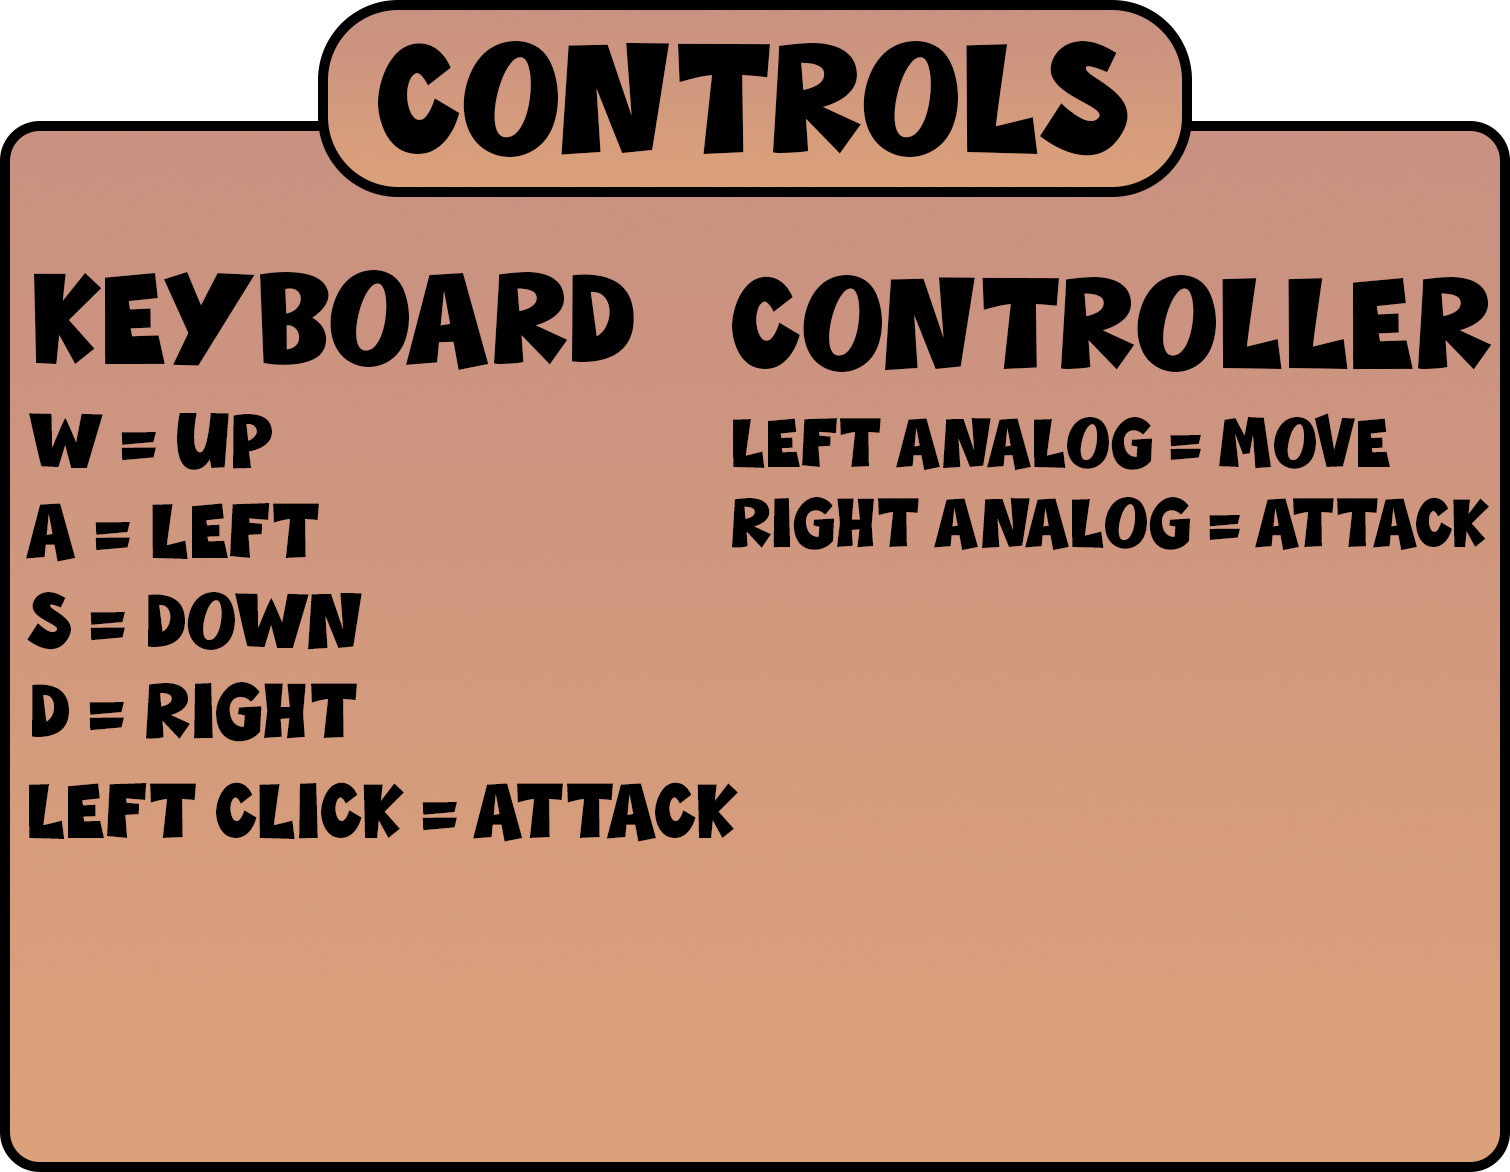 CONTROLS
KEYBOARD
W = UP
A = LEFT
S = DOWN
D = RIGHT
LEFT CLICK = ATTACK
CONTROLLER
LEFT ANALOG = MOVE
RIGHT ANALOG = ATTACK